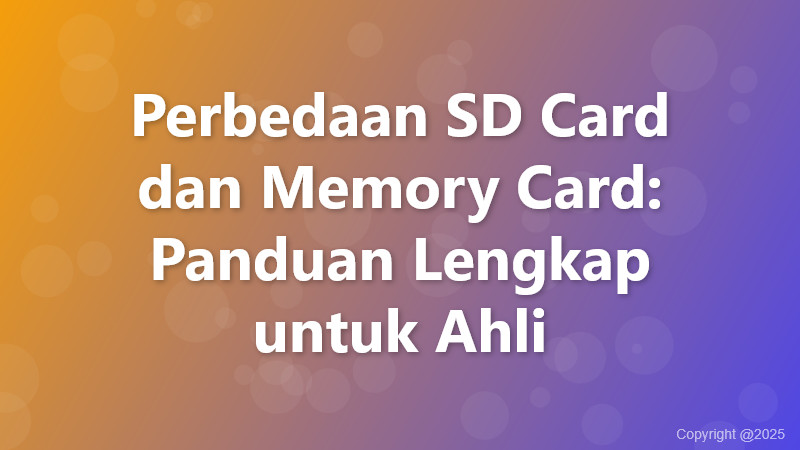 Perbedaan SD Card
dan Memory Card:
Panduan Lengkap
untuk Ahli
Copyright @2025